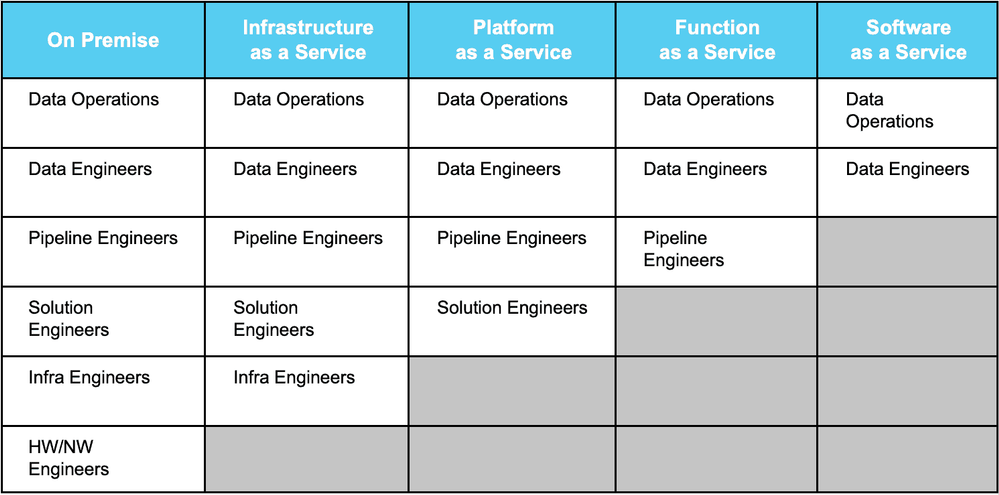 On Premise
Infrastructure
as a Service
Platform
as a Service
Function
as a Service
Software
as a Service
Data Operations
Data Operations
Data Operations
Data Operations
Data
Operations
Data Engineers
Data Engineers
Data Engineers
Data Engineers
Data Engineers
Pipeline Engineers
Pipeline Engineers
Pipeline Engineers
Pipeline
Engineers
Solution
Engineers
Solution
Engineers
Solution Engineers
Infra Engineers
Infra Engineers
HW/NW
Engineers